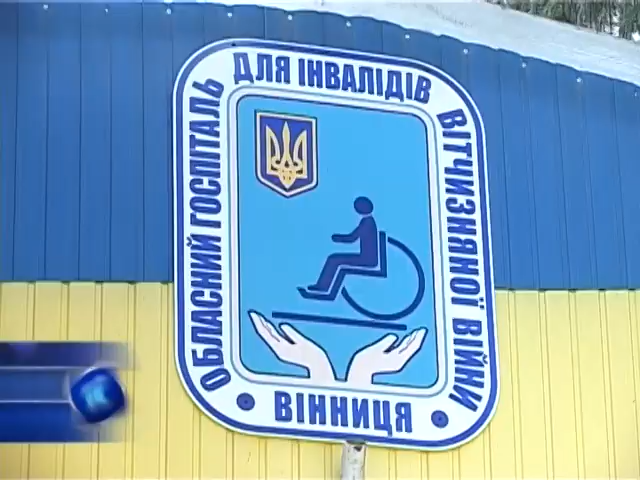 ОБЛАСНИЙ ГОСПІТАЛЬ
ДЛЯ ІНВАЛІДІВ
ВІТЧИЗНЯНОЇ ВІЙНИ
ВІННИЦЯ